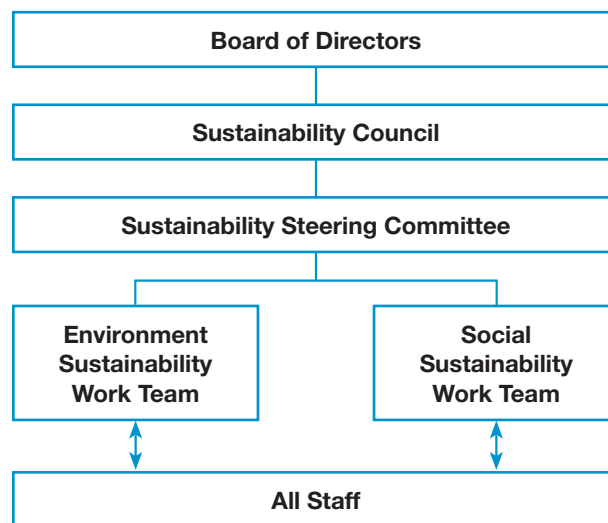 Board of Directors
Sustainability Council
Sustainability Steering Committee
Environment
Sustainability
Work Team
Social
Sustainability
Work Team
All Staff